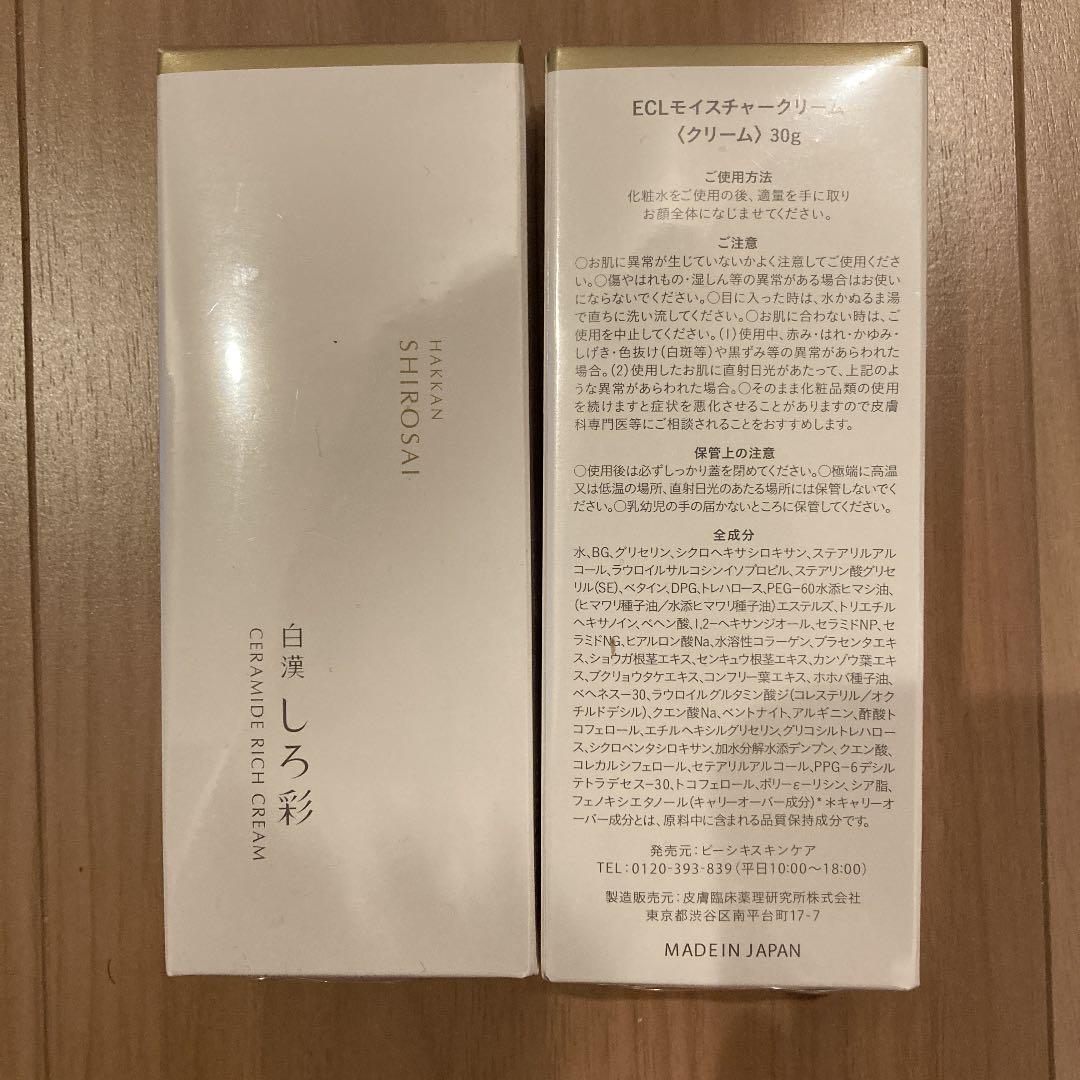 HAKKAN
SHIROSAI
白漢 しろ彩
CERAMIDE RICH CREAM
ECLモイスチャークリーム
〈クリーム〉 30g
ご使用方法
化粧水をご使用の後、適量を手に取り
お顔全体になじませてください。
ご注意
○お肌に異常が生じていないかよく注意してご使用くださ
い。○傷やはれもの・湿しん等の異常がある場合はお使い
にならないでください。○目に入った時は、水かぬるま湯
で直ちに洗い流してください。○お肌に合わない時は、ご
使用を中止してください。(1)使用中、赤み・はれ・かゆみ・
しげき・色抜け(白斑等)や黒ずみ等の異常があらわれた
場合。(2)使用したお肌に直射日光があたって、上記のよ
うな異常があらわれた場合。○そのまま化粧品類の使用
を続けますと症状を悪化させることがありますので皮膚
科専門医等にご相談されることをおすすめします。
保管上の注意
○使用後は必ずしっかり蓋を閉めてください。○極端に高温
又は低温の場所、直射日光のあたる場所には保管しないでく
ださい。○乳幼児の手の届かないところに保管してください。
全成分
水、BG、グリセリン、シクロヘキサシロキサン、ステアリルアル
コール、ラウロイルサルコシンイソプロピル、ステアリン酸グリセ
リル(SE)、ベタイン、DPG、トレハロース、PEG-60水添ヒマシ油、
(ヒマワリ種子油/水添ヒマワリ種子油)エステルズ、トリエチル
ヘキサノイン、ベヘン酸、1,2-ヘキサンジオール、セラミドNP、セ
ラミドNG、ヒアルロン酸Na、水溶性コラーゲン、プラセンタエキ
ス、ショウガ根茎エキス、センキュウ根茎エキス、カンゾウ葉エキ
ス、ブクリョウタケエキス、コンフリー葉エキス、ホホバ種子油、
ベヘネス-30、ラウロイルグルタミン酸ジ(コレステリル/オク
チルドデシル)、クエン酸Na、ベントナイト、アルギニン、酢酸ト
コフェロール、エチルヘキシルグリセリン、グリコシルトレハロー
ス、シクロペンタシロキサン、加水分解水添デンプン、クエン酸、
コレカルシフェロール、セテアリルアルコール、PPG-6デシル
テトラデセス-30、トコフェロール、ポリ-ε-リシン、シア脂、
フェノキシエタノール(キャリーオーバー成分)* *キャリーオ
ーバー成分とは、原料中に含まれる品質保持成分です。
発売元:ビーシキスキンケア
TEL:0120-393-839(平日10:00〜18:00)
製造販売元:皮膚臨床薬理研究所株式会社
東京都渋谷区南平台町17-7
MADE IN JAPAN